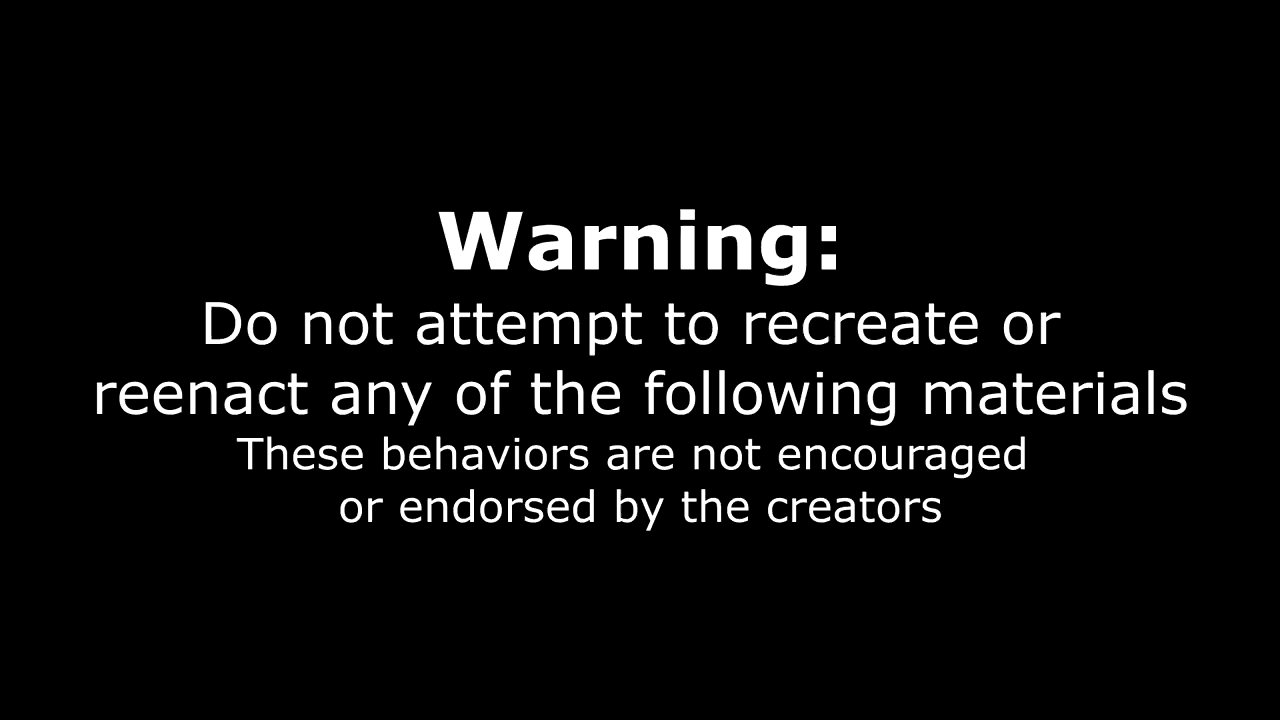 Warning:
Do not attempt to recreate or
reenact any of the following materials
These behaviors are not encouraged
or endorsed by the creators